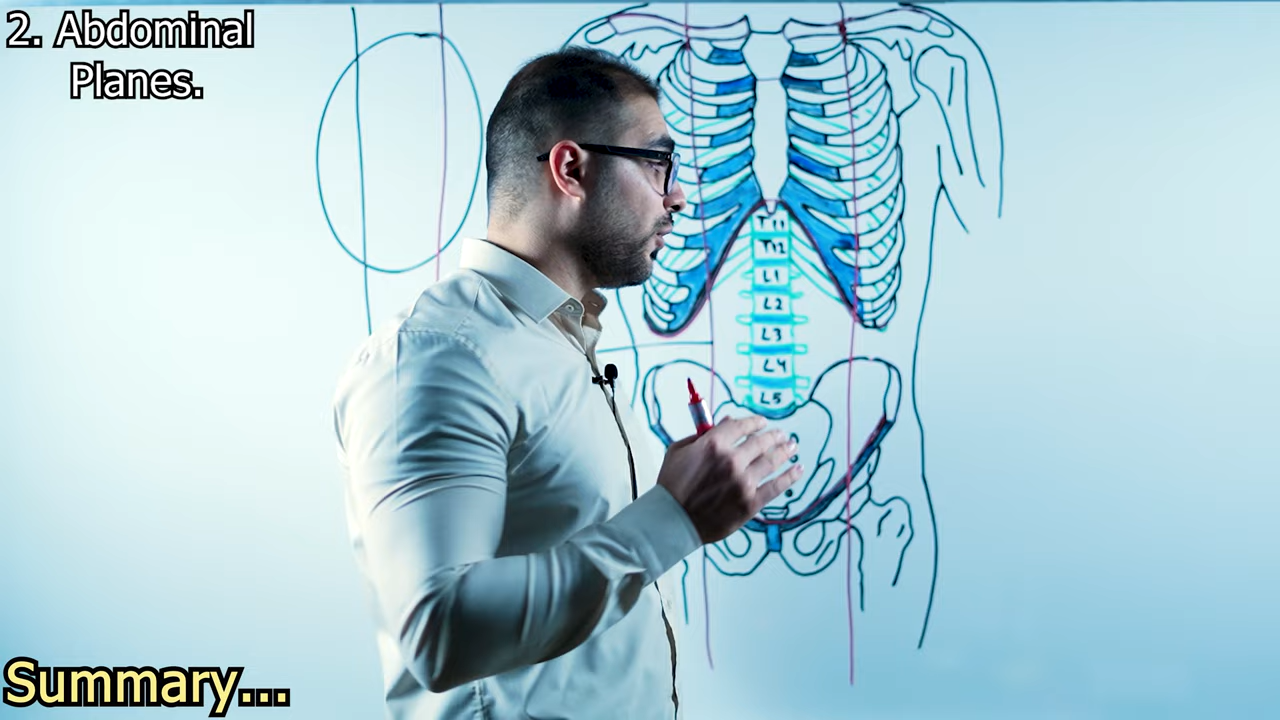 2. Abdominal
Planes.
T11
T12
L1
L2
L3
L4
L5
Summary...